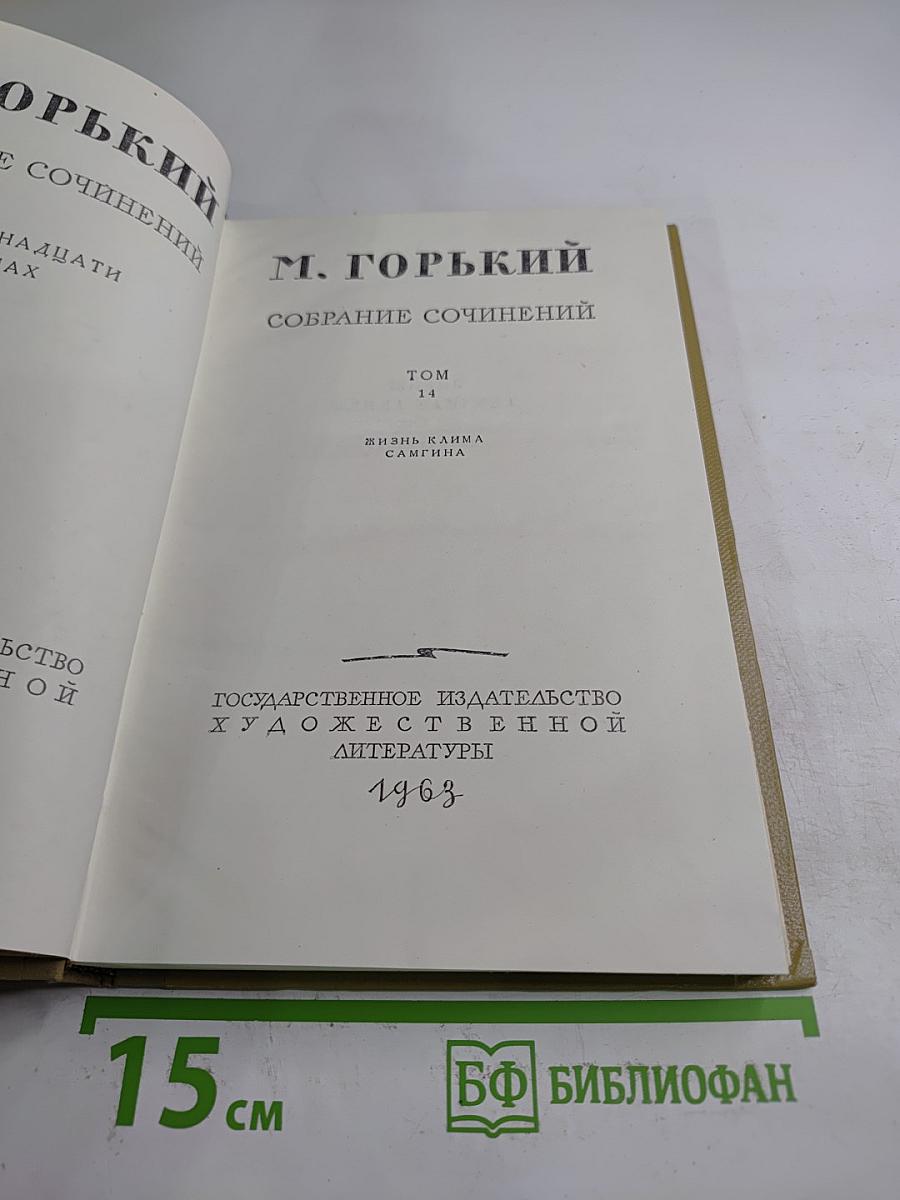 ОРЬКИЙ
Е СОЧИНЕНИЙ
НАДЦАТИ
АХ
ЬСТВО
НОЙ
М. ГОРЬКИЙ
СОБРАНИЕ СОЧИНЕНИЙ
ТОМ
14
ЖИЗНЬ КЛИМА
САМГИНА
ГОСУДАРСТВЕННОЕ ИЗДАТЕЛЬСТВО
ХУДОЖЕСТВЕННОЙ
ЛИТЕРАТУРЫ
1963
15 см
БФ БИБЛИОФАН